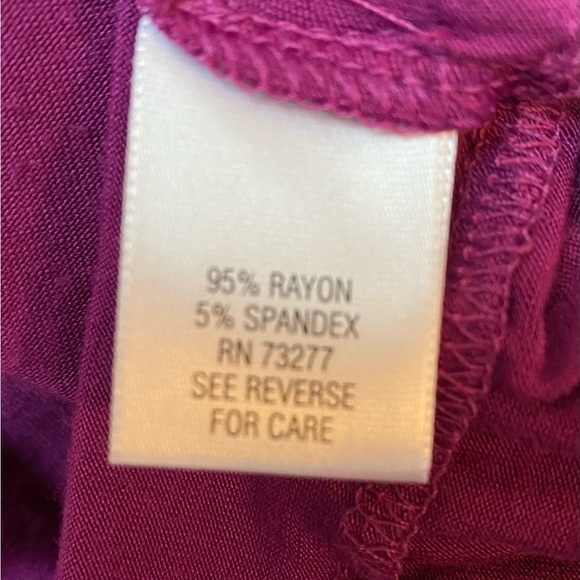 95% RAYON
5% SPANDEX
RN 73277
SEE REVERSE
FOR CARE